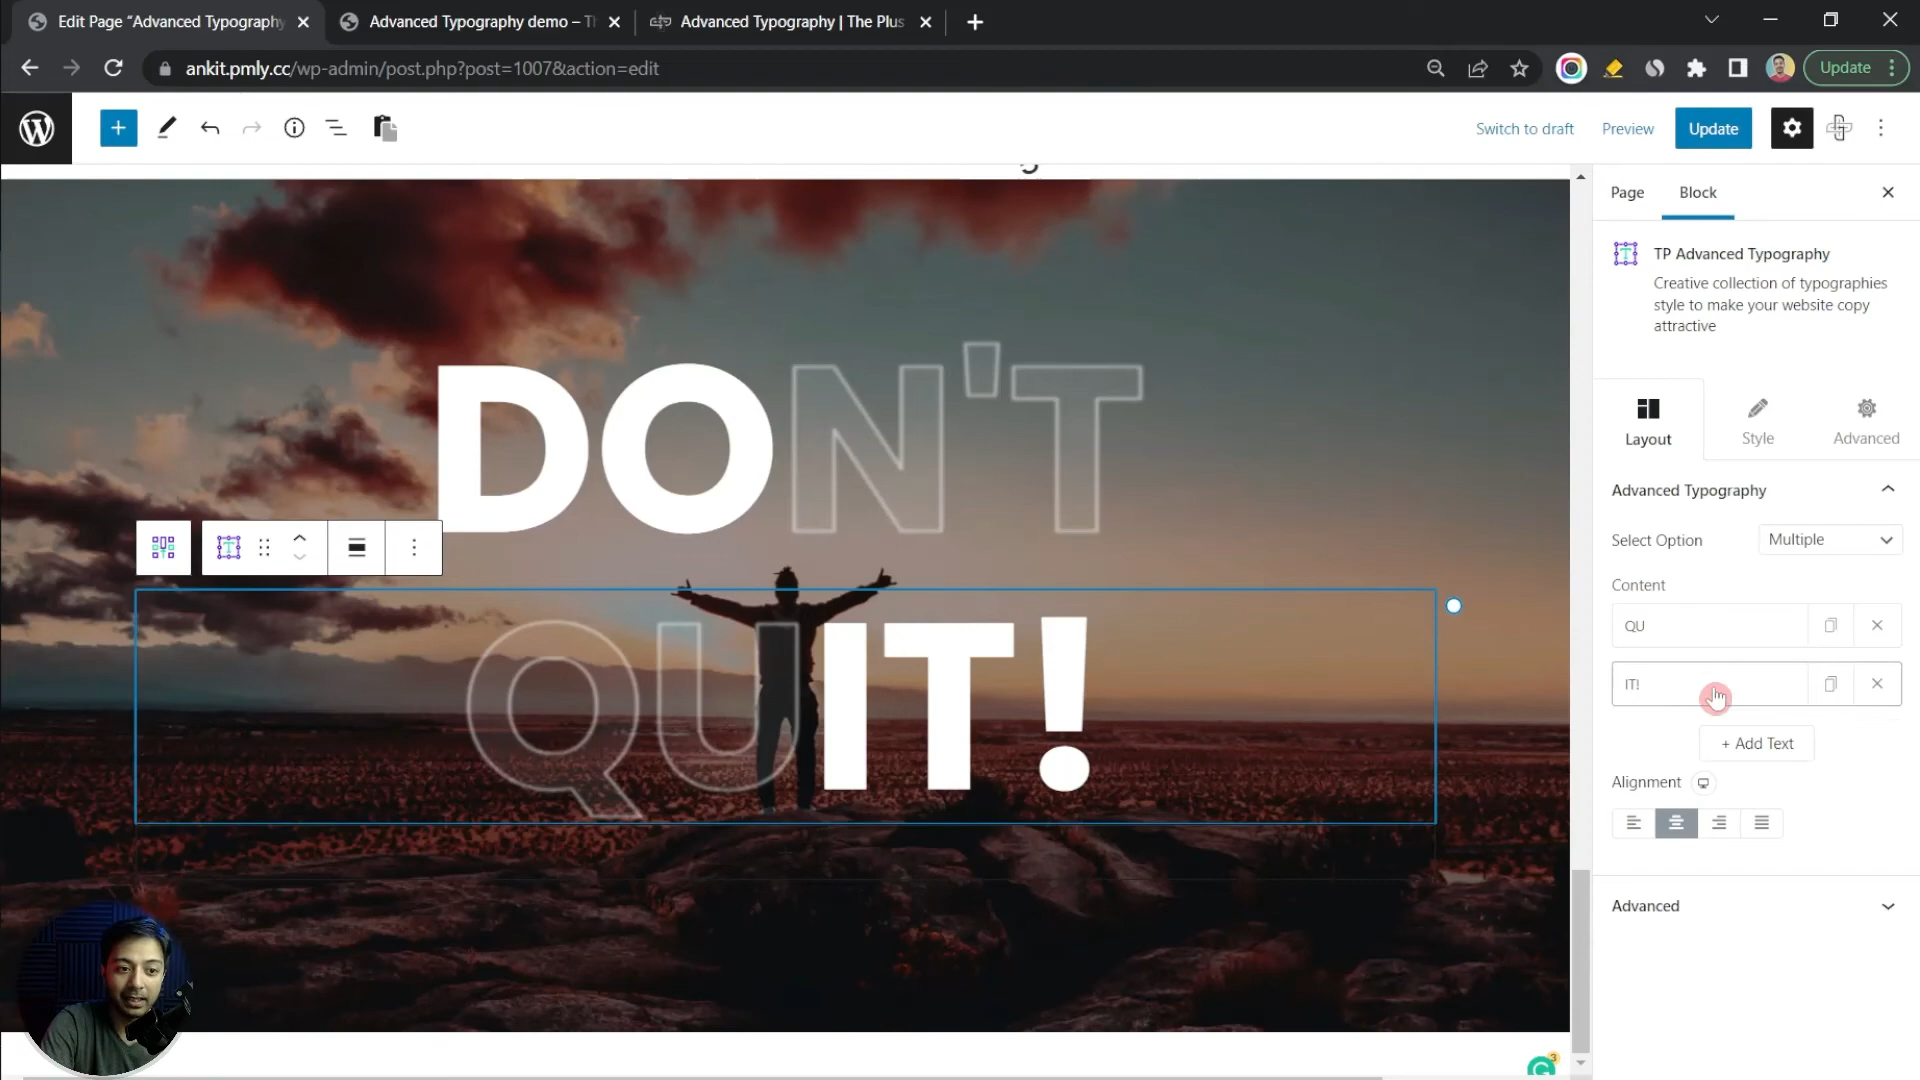 Edit Page "Advanced Typography
Advanced Typography demo – Th
Advanced Typography | The Plus
ankit.pmly.cc/wp-admin/post.php?post=1007&action=edit
Update
Switch to draft
Preview
Update
Page
Block
TP Advanced Typography
Creative collection of typographies
style to make your website copy
attractive
Layout
Style
Advanced
Advanced Typography
Select Option
Multiple
Content
QU
IT!
+ Add Text
Alignment
Advanced
DON'T
QUIT!
3